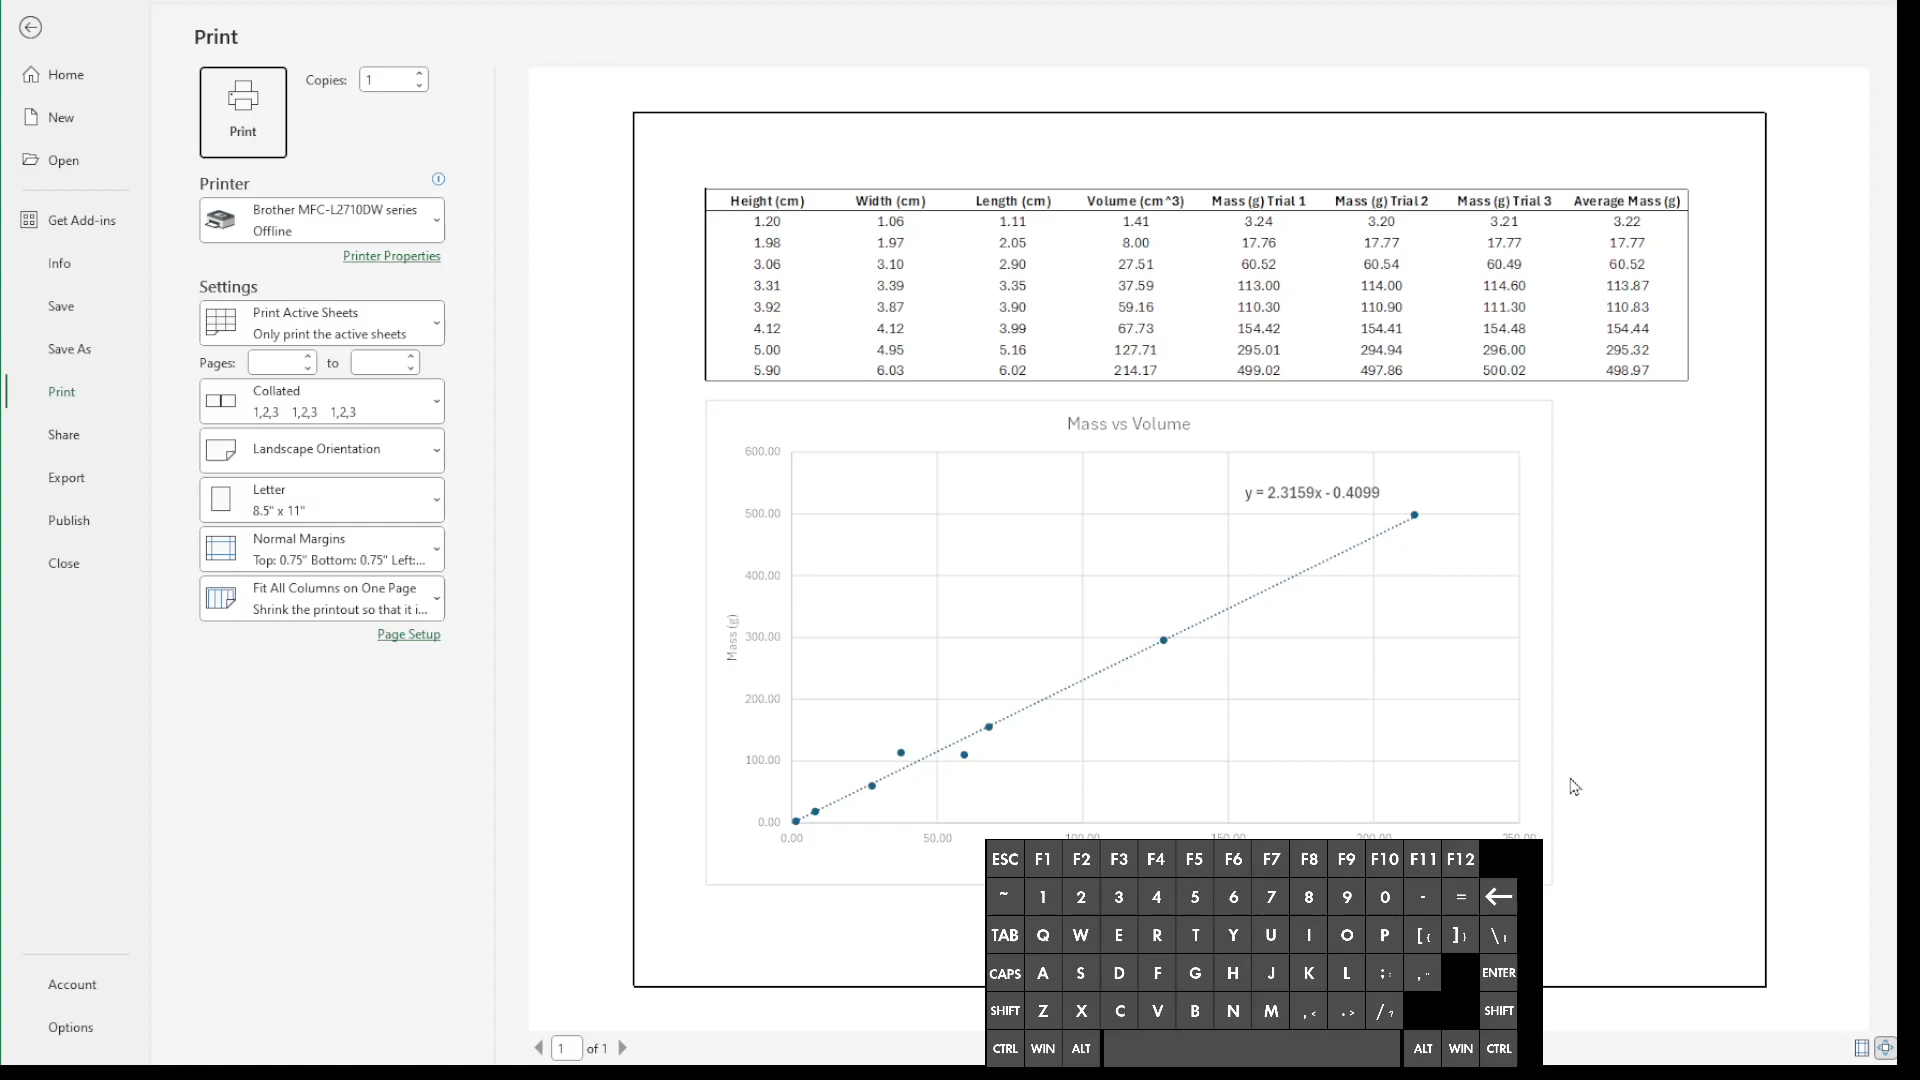 Print
Home
New
Open
Get Add-ins
Info
Save
Save As
Print
Share
Export
Publish
Close
Account
Options
Print
Copies: 1
Printer
Brother MFC-L2710DW series
Offline
Printer Properties
Settings
Print Active Sheets
Only print the active sheets
Pages: to
Collated
1,2,3 1,2,3 1,2,3
Landscape Orientation
Letter
8.5" x 11"
Normal Margins
Top: 0.75" Bottom: 0.75" Left:...
Fit All Columns on One Page
Shrink the printout so that it i...
Page Setup
Height (cm) Width (cm) Length (cm) Volume (cm^3) Mass (g) Trial 1 Mass (g) Trial 2 Mass (g) Trial 3 Average Mass (g)
1.20 1.06 1.11 1.41 3.24 3.20 3.21 3.22
1.98 1.97 2.05 8.00 17.76 17.77 17.77 17.77
3.06 3.10 2.90 27.51 60.52 60.54 60.49 60.52
3.31 3.39 3.35 37.59 113.00 114.00 114.60 113.87
3.92 3.87 3.90 59.16 110.30 110.90 111.30 110.83
4.12 4.12 3.99 67.73 154.42 154.41 154.48 154.44
5.00 4.95 5.16 127.71 295.01 294.94 296.00 295.32
5.90 6.03 6.02 214.17 499.02 497.86 500.02 498.97
Mass vs Volume
600.00
y = 2.3159x - 0.4099
500.00
400.00
300.00
Mass (g)
200.00
100.00
0.00
0.00 50.00 100.00 150.00 200.00 250.00
ESC F1 F2 F3 F4 F5 F6 F7 F8 F9 F10 F11 F12
~ 1 2 3 4 5 6 7 8 9 0 - = ←
TAB Q W E R T Y U I O P [ { ] } \ |
CAPS A S D F G H J K L ; : , " ENTER
SHIFT Z X C V B N M , < . > / ? SHIFT
CTRL WIN ALT ALT WIN CTRL
1 of 1